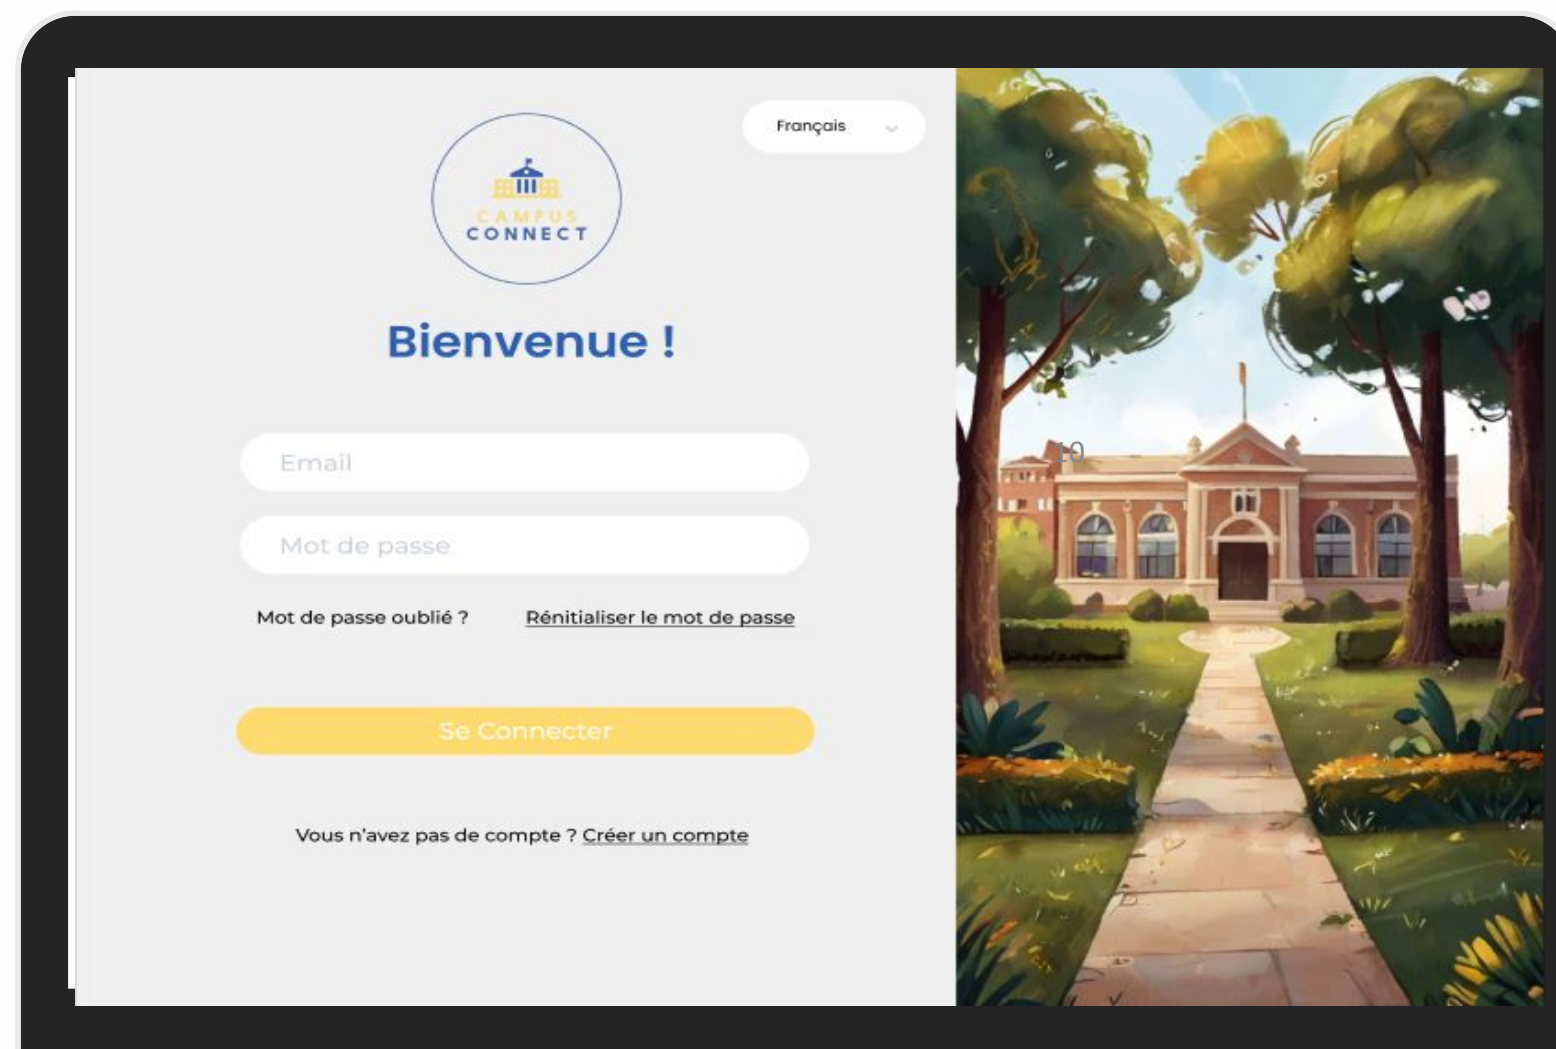 Français
CAMPUS
CONNECT
Bienvenue !
Email
Mot de passe
Mot de passe oublié ? Rénitialiser le mot de passe
Se Connecter
Vous n'avez pas de compte ? Créer un compte
10